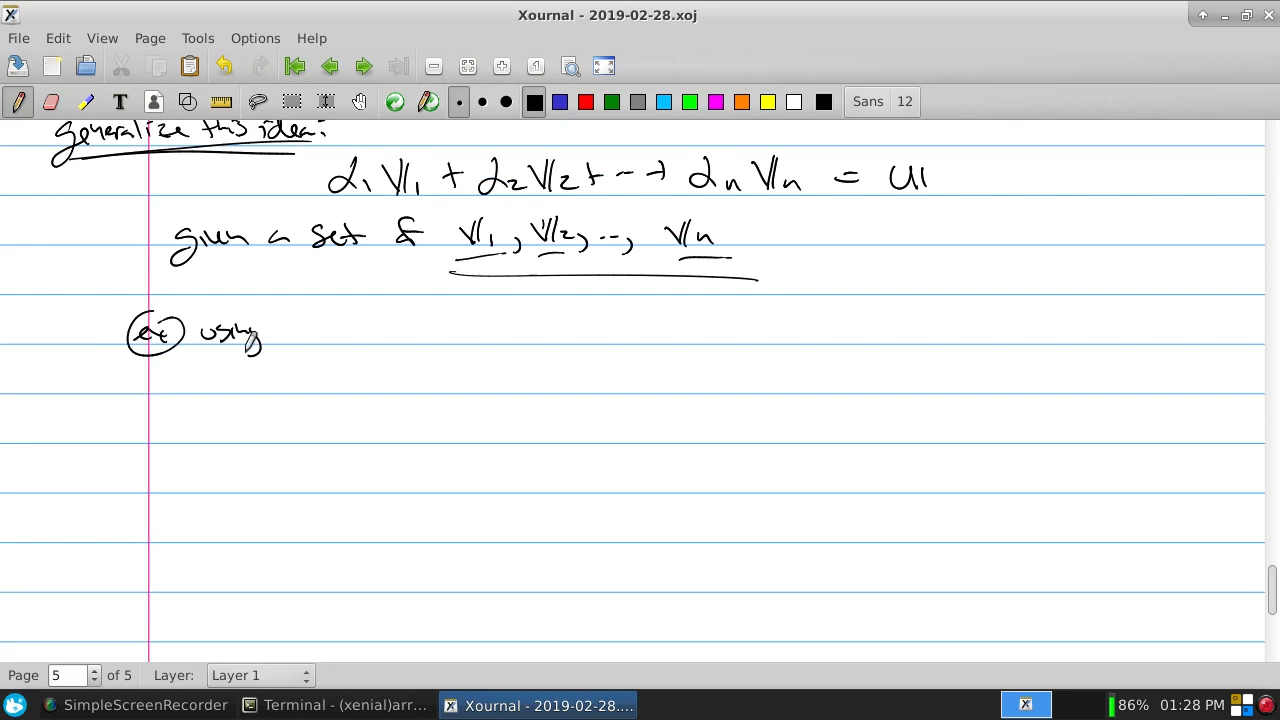 Xournal - 2019-02-28.xoj
File Edit View Page Tools Options Help
Sans 12
generalize this idea:
α₁𝕍₁ + α₂𝕍₂ + ⋯ + αₙ𝕍ₙ = 𝕌
given a set of 𝕍₁, 𝕍₂, ..., 𝕍ₙ
ex using
Page 5 of 5 Layer: Layer 1
SimpleScreenRecorder Terminal - (xenial)arr... Xournal - 2019-02-28.... 86% 01:28 PM